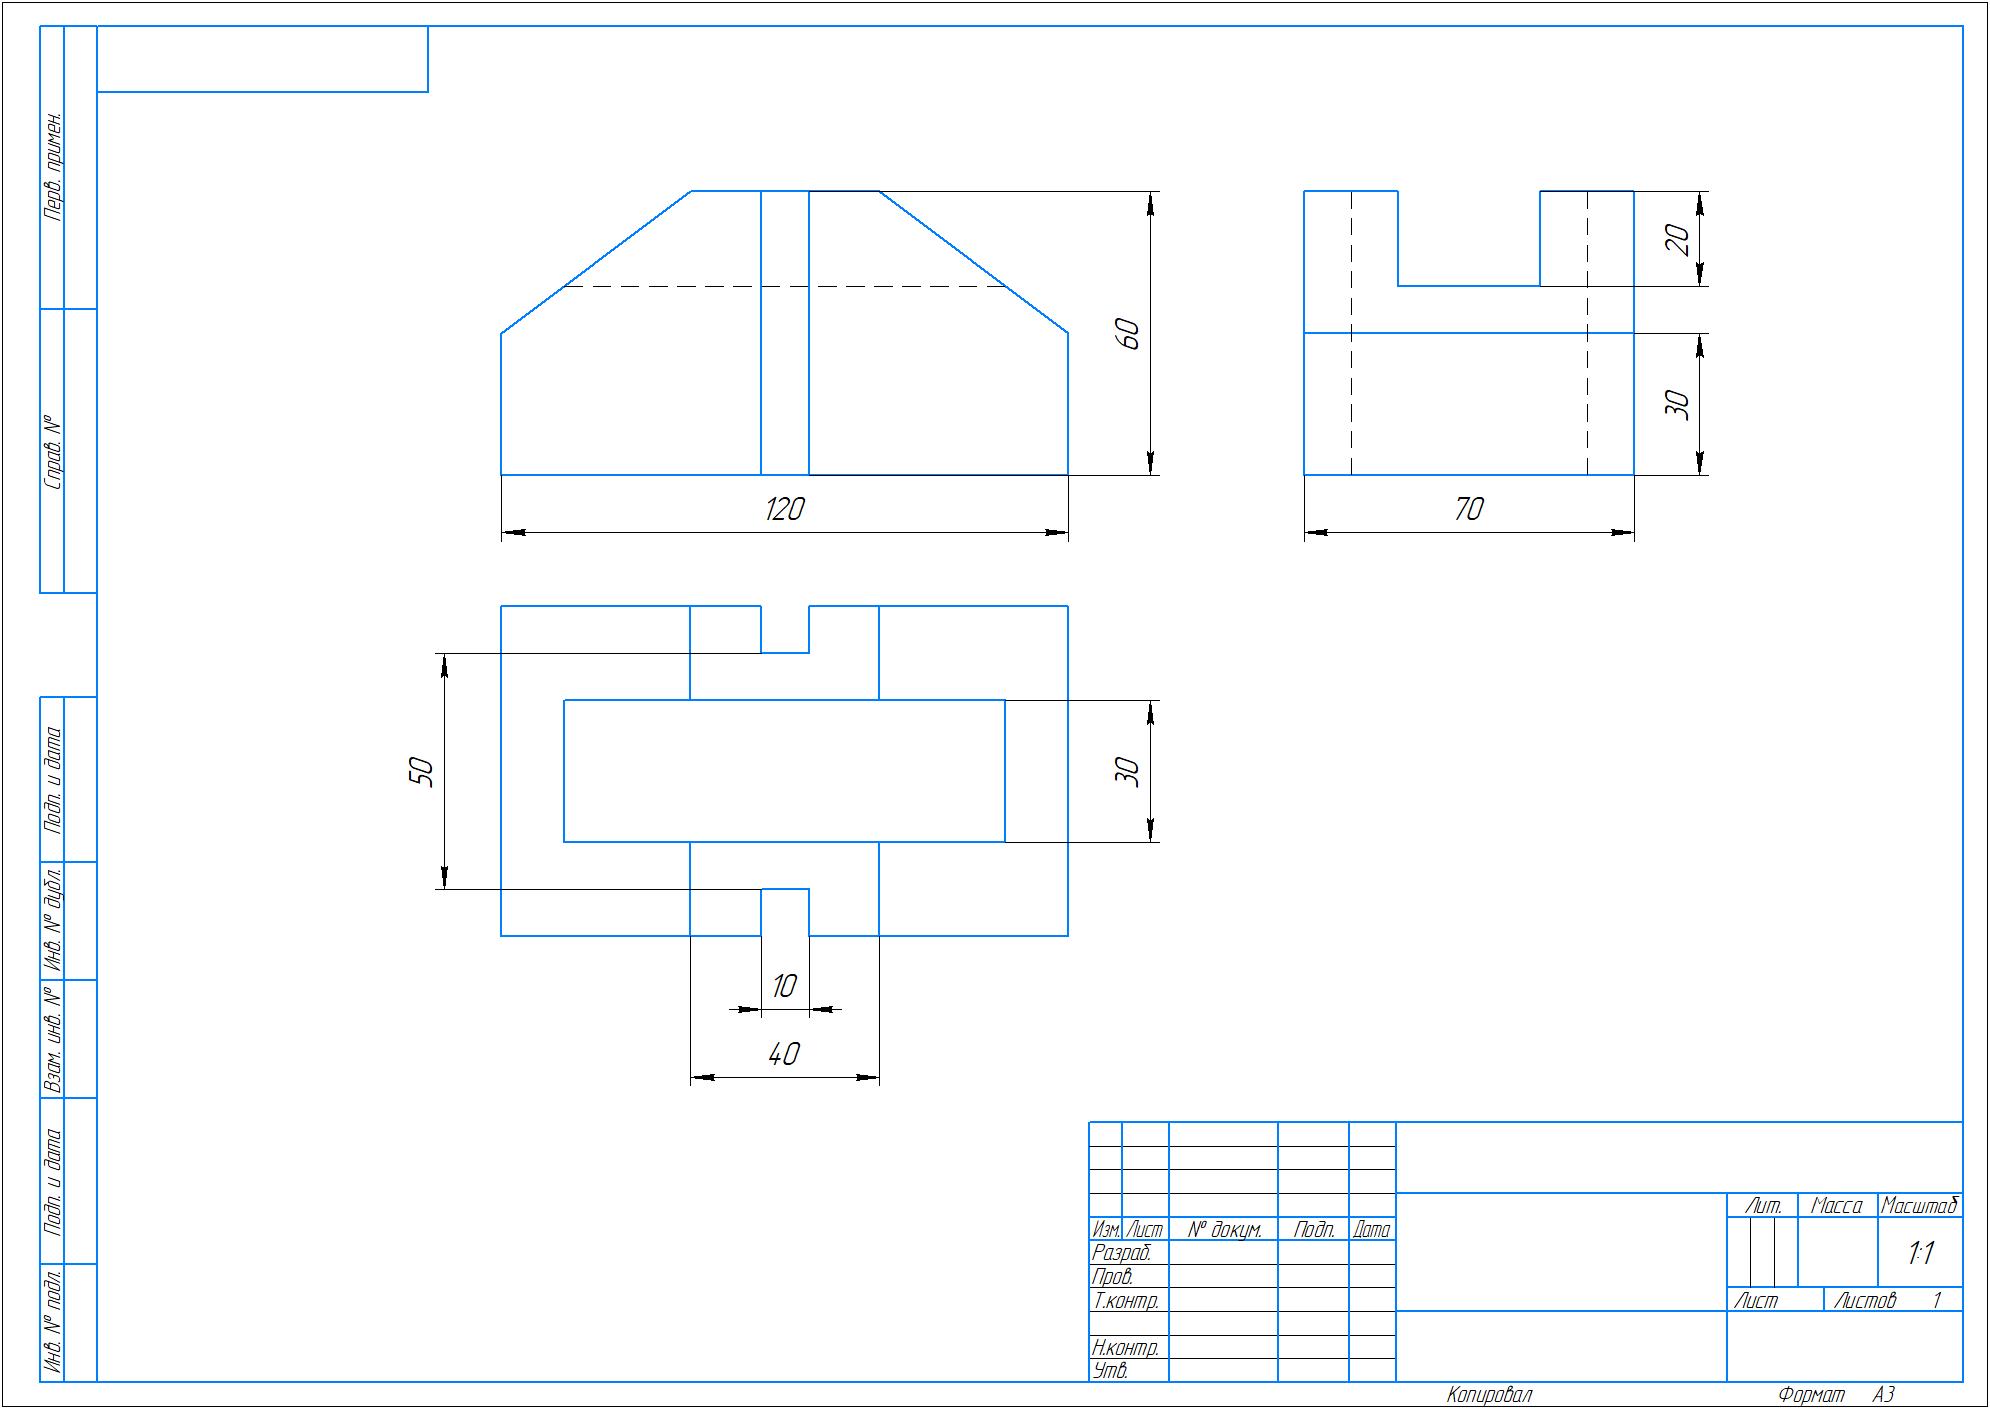 Перв. примен.
Справ. №
Подп. и дата
Инв. № дубл.
Взам. инв. №
Подп. и дата
Инв. № подл.
60
120
20
30
70
50
30
10
40
Изм. Лист № докум. Подп. Дата
Разраб.
Пров.
Т.контр.
Н.контр.
Утв.
Лит. Масса Масштаб
1:1
Лист Листов 1
Копировал Формат А3